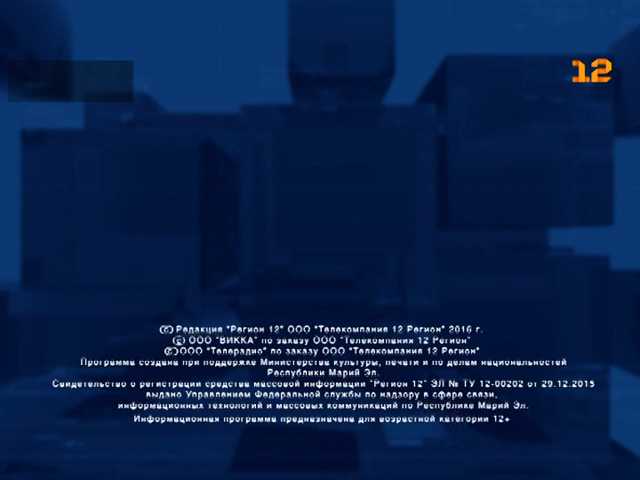 12
© Редакция "Регион 12" ООО "Телекомпания 12 Регион" 2016 г.
© ООО "ВИККА" по заказу ООО "Телекомпания 12 Регион"
© ООО "Телерадио" по заказу ООО "Телекомпания 12 Регион"
Программа создана при поддержке Министерства культуры, печати и по делам национальностей
Республики Марий Эл.
Свидетельство о регистрации средства массовой информации "Регион 12" ЭЛ № ТУ 12-00202 от 29.12.2015
выдано Управлением Федеральной службы по надзору в сфере связи,
информационных технологий и массовых коммуникаций по Республике Марий Эл.
Информационная программа предназначена для возрастной категории 12+